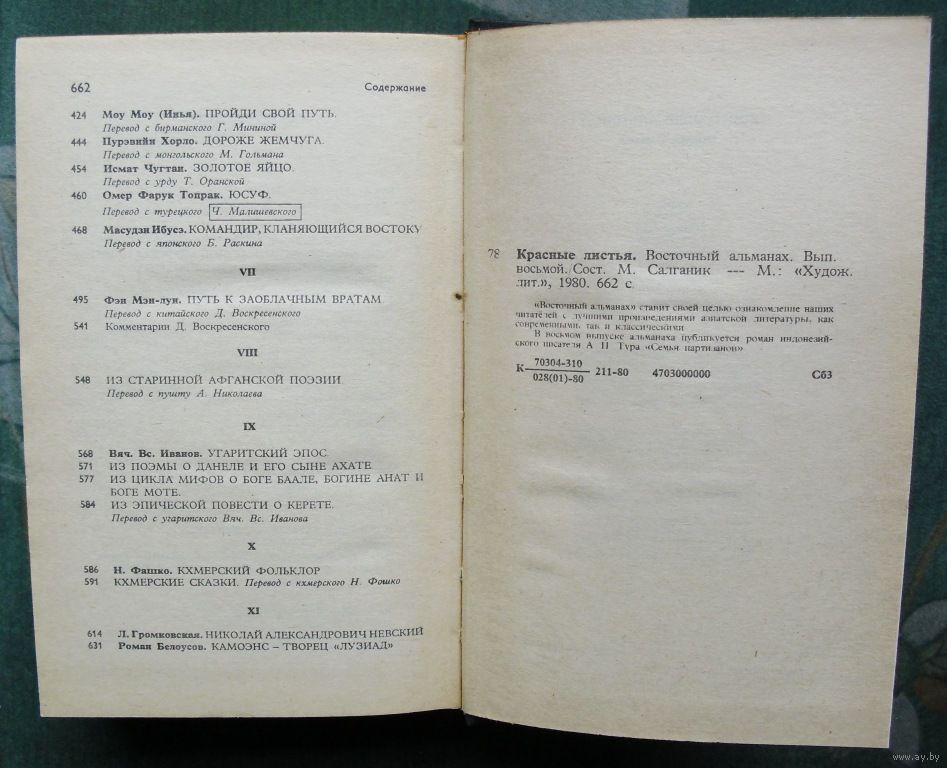 662
Содержание
424 Моу Моу (Инья). ПРОЙДИ СВОЙ ПУТЬ.
Перевод с бирманского Г. Мининой
444 Пурэвийн Хорло. ДОРОЖЕ ЖЕМЧУГА.
Перевод с монгольского М. Гольмана
454 Исмат Чугтаи. ЗОЛОТОЕ ЯЙЦО.
Перевод с урду Т. Оранской
460 Омер Фарук Топрак. ЮСУФ.
Перевод с турецкого Ч. Малишевского
468 Масудзи Ибусэ. КОМАНДИР, КЛАНЯЮЩИЙСЯ ВОСТОКУ
Перевод с японского Б. Раскина
VII
495 Фэн Мэн-лун. ПУТЬ К ЗАОБЛАЧНЫМ ВРАТАМ
Перевод с китайского Д. Воскресенского
541 Комментарии Д. Воскресенского
VIII
548 ИЗ СТАРИННОЙ АФГАНСКОЙ ПОЭЗИИ.
Перевод с пушту А. Николаева
IX
568 Вяч. Вс. Иванов. УГАРИТСКИЙ ЭПОС.
571 ИЗ ПОЭМЫ О ДАНЕЛЕ И ЕГО СЫНЕ АХАТЕ
577 ИЗ ЦИКЛА МИФОВ О БОГЕ БААЛЕ, БОГИНЕ АНАТ И
БОГЕ МОТЕ.
584 ИЗ ЭПИЧЕСКОЙ ПОВЕСТИ О КЕРЕТЕ.
Перевод с угаритского Вяч. Вс. Иванова
X
586 Н. Фашко. КХМЕРСКИЙ ФОЛЬКЛОР
591 КХМЕРСКИЕ СКАЗКИ. Перевод с кхмерского Н. Фошко
XI
614 Л. Громковская. НИКОЛАЙ АЛЕКСАНДРОВИЧ НЕВСКИЙ
631 Роман Белоусов. КАМОЭНС – ТВОРЕЦ «ЛУЗИАД»
78 Красные листья. Восточный альманах. Вып.
восьмой./Сост. М. Салганик --- М.: «Худож.
лит.», 1980. 662 с.
«Восточный альманах» ставит своей целью ознакомление наших
читателей с лучшими произведениями азиатской литературы, как
современными, так и классическими
В восьмом выпуске альманаха публикуется роман индонезий-
ского писателя А П Тура «Семья партизанов»
К 70304-310
028(01)-80 211-80 4703000000 Сб3
www.ay.by